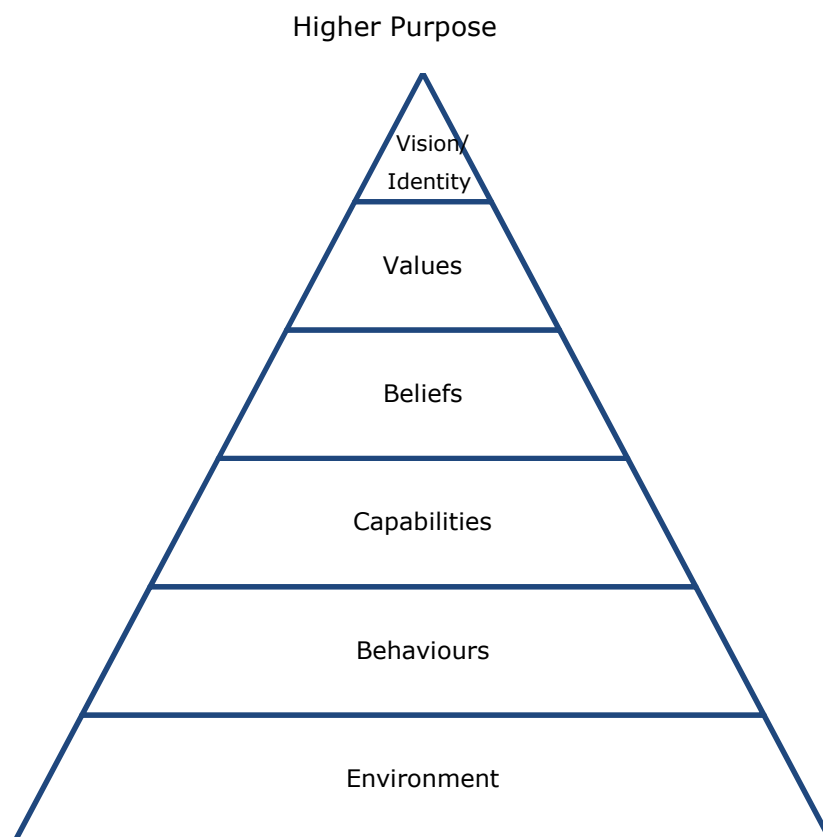 Higher Purpose
Vision/
Identity
Values
Beliefs
Capabilities
Behaviours
Environment